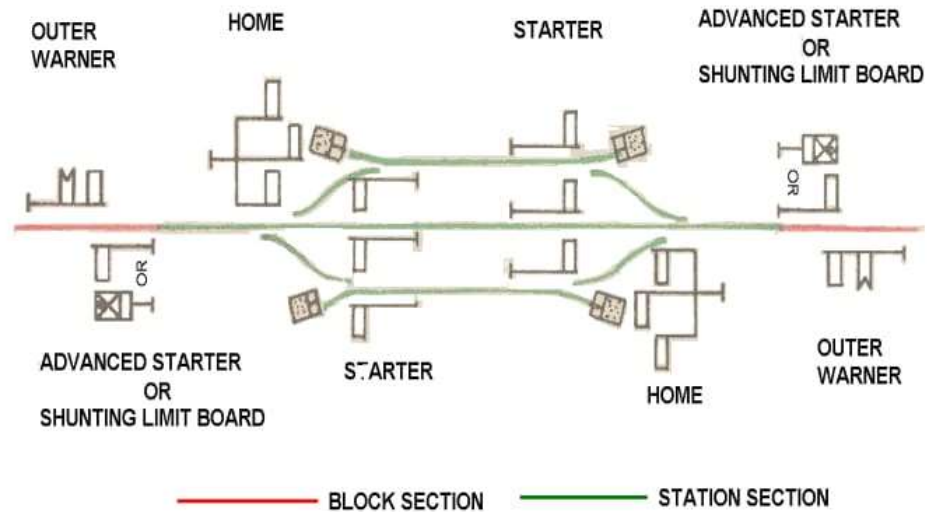 OUTER
WARNER
HOME
STARTER
ADVANCED STARTER
OR
SHUNTING LIMIT BOARD
OR
OR
ADVANCED STARTER
OR
SHUNTING LIMIT BOARD
STARTER
HOME
OUTER
WARNER
BLOCK SECTION
STATION SECTION